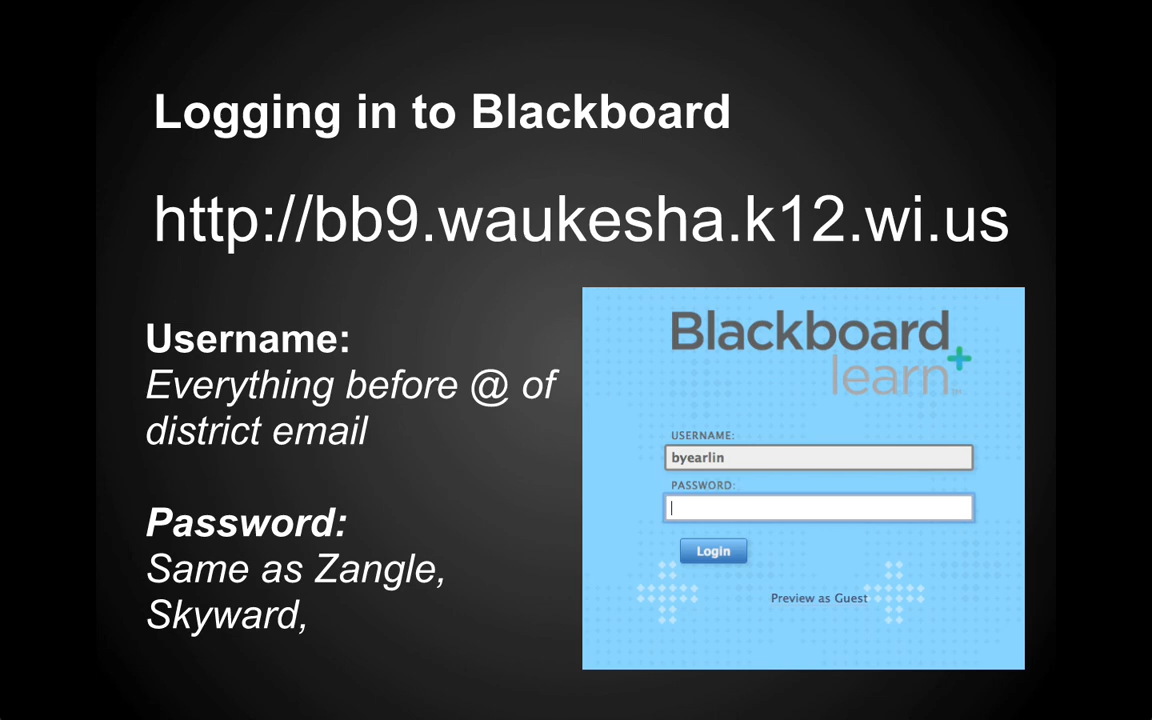 Logging in to Blackboard
http://bb9.waukesha.k12.wi.us
Username:
Everything before @ of
district email
Password:
Same as Zangle,
Skyward,
Blackboard
learn+
USERNAME:
byearlin
PASSWORD:
Login
Preview as Guest